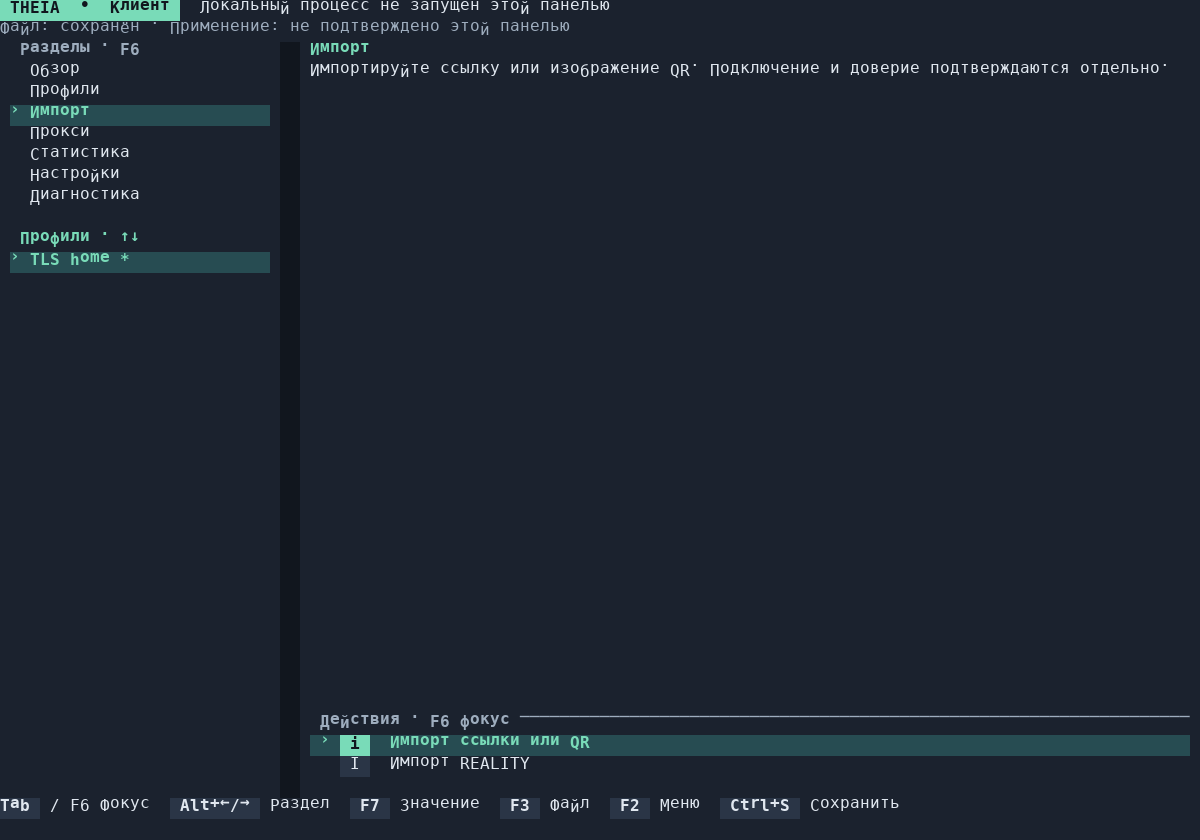 THEIA • Клиент Локальный процесс не запущен этой панелью
Файл: сохранён · Применение: не подтверждено этой панелью
Разделы · F6
Обзор
Профили
› Импорт
Прокси
Статистика
Настройки
Диагностика
Профили · ↑↓
› TLS home *
Импорт
Импортируйте ссылку или изображение QR. Подключение и доверие подтверждаются отдельно.
Действия · F6 фокус
› i Импорт ссылки или QR
I Импорт REALITY
Tab / F6 Фокус Alt+←/→ Раздел F7 Значение F3 Файл F2 Меню Ctrl+S Сохранить